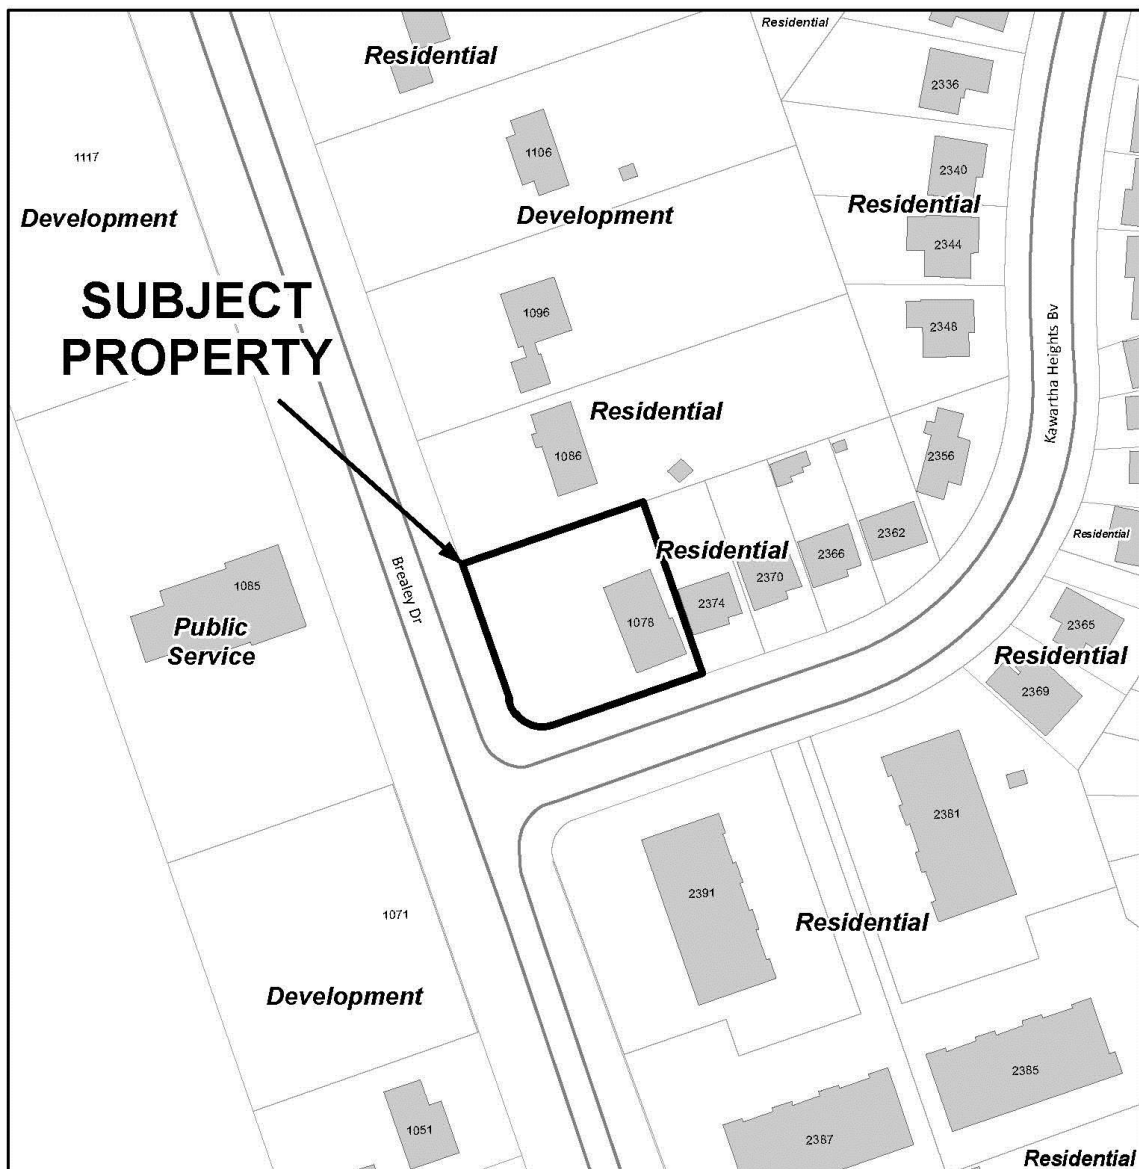 Residential
Residential
2336
1106
1117
2340
Residential
Development
Development
2344
SUBJECT
PROPERTY
1096
2348
Kawartha Heights Bv
Residential
1086
2356
2362
Residential
2366
Residential
2370
Brealey Dr
1085
2374
1078
2365
Public
Service
Residential
2369
2381
2391
1071
Residential
Development
2385
1051
2387
Residential